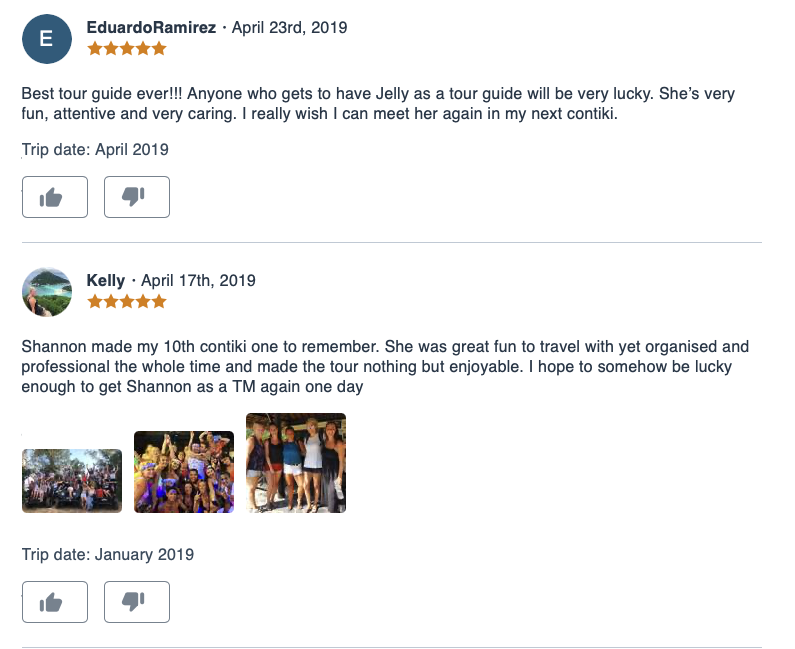 E
EduardoRamirez · April 23rd, 2019
Best tour guide ever!!! Anyone who gets to have Jelly as a tour guide will be very lucky. She’s very
fun, attentive and very caring. I really wish I can meet her again in my next contiki.
Trip date: April 2019
Kelly · April 17th, 2019
Shannon made my 10th contiki one to remember. She was great fun to travel with yet organised and
professional the whole time and made the tour nothing but enjoyable. I hope to somehow be lucky
enough to get Shannon as a TM again one day
Trip date: January 2019